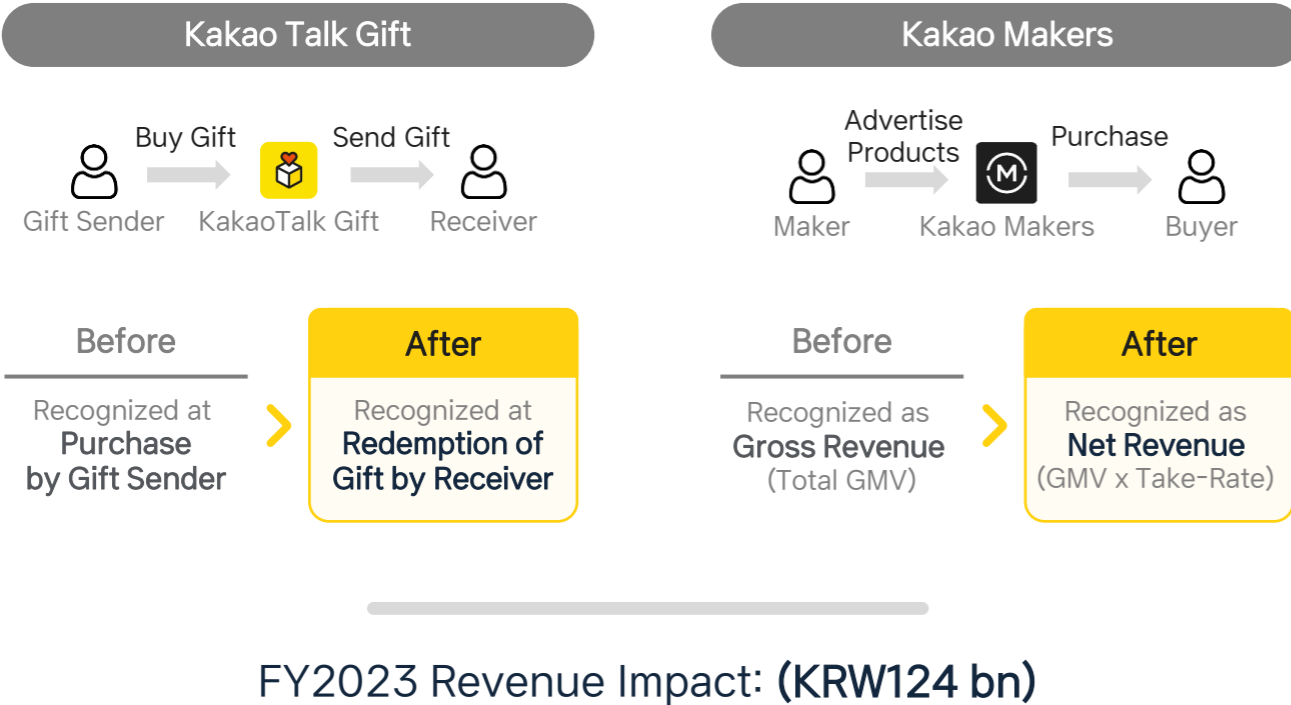 Kakao Talk Gift
Buy Gift
Send Gift
Gift Sender
KakaoTalk Gift
Receiver
Before
Recognized at
Purchase
by Gift Sender
After
Recognized at
Redemption of
Gift by Receiver
Kakao Makers
Advertise
Products
Purchase
M
Maker
Kakao Makers
Buyer
Before
Recognized as
Gross Revenue
(Total GMV)
After
Recognized as
Net Revenue
(GMV x Take-Rate)
FY2023 Revenue Impact: (KRW124 bn)